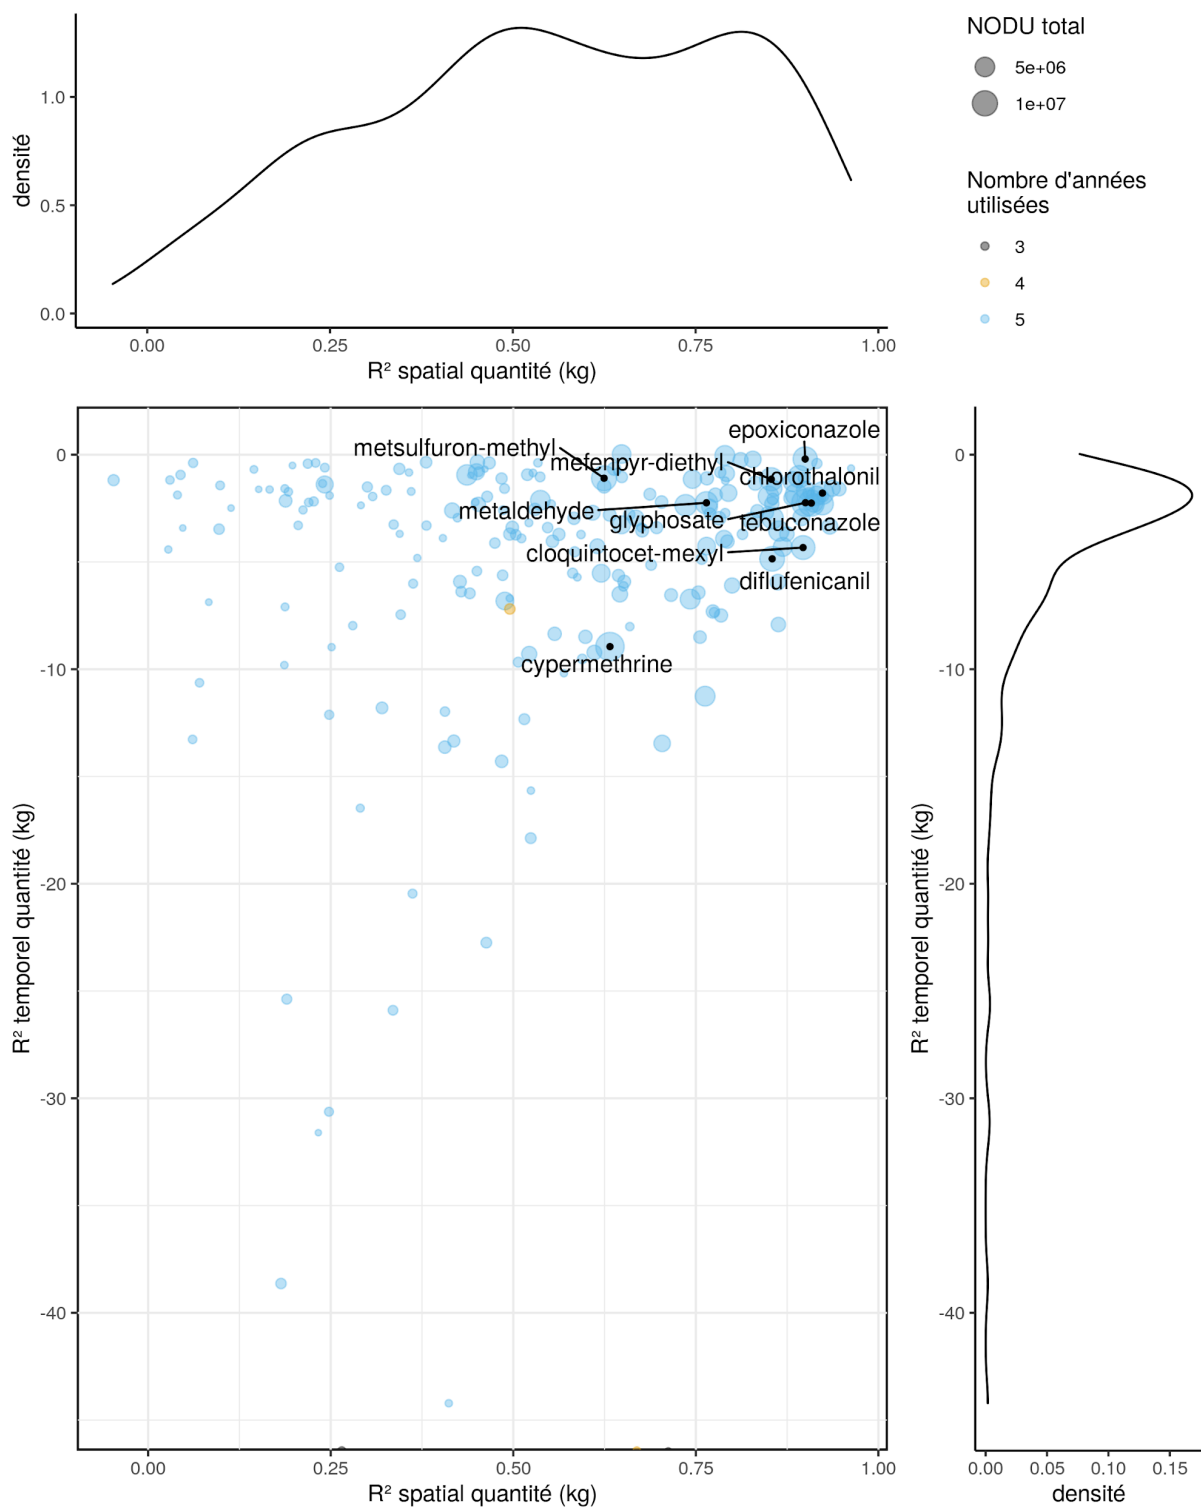 densité
1.0
0.5
0.0
0.00 0.25 0.50 0.75 1.00
R² spatial quantité (kg)
NODU total
5e+06
1e+07
Nombre d'années
utilisées
3
4
5
R² temporel quantité (kg)
0
-10
-20
-30
-40
epoxiconazole
metsulfuron-methyl
mefenpyr-diethyl
chlorothalonil
metaldehyde
glyphosate
tebuconazole
cloquintocet-mexyl
diflufenicanil
cypermethrine
0.00 0.25 0.50 0.75 1.00
R² spatial quantité (kg)
R² temporel quantité (kg)
0
-10
-20
-30
-40
0.00 0.05 0.10 0.15
densité